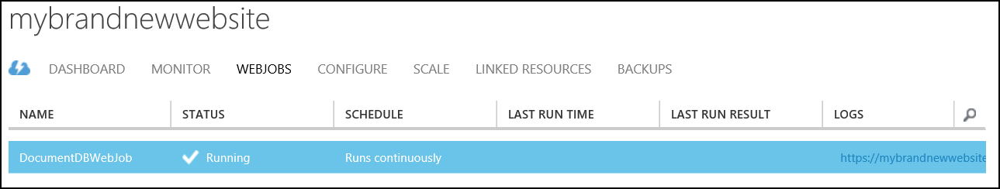 mybrandnewwebsite
DASHBOARD MONITOR WEBJOBS CONFIGURE SCALE LINKED RESOURCES BACKUPS
NAME STATUS SCHEDULE LAST RUN TIME LAST RUN RESULT LOGS
DocumentDBWebJob Running Runs continuously https://mybrandnewwebsite